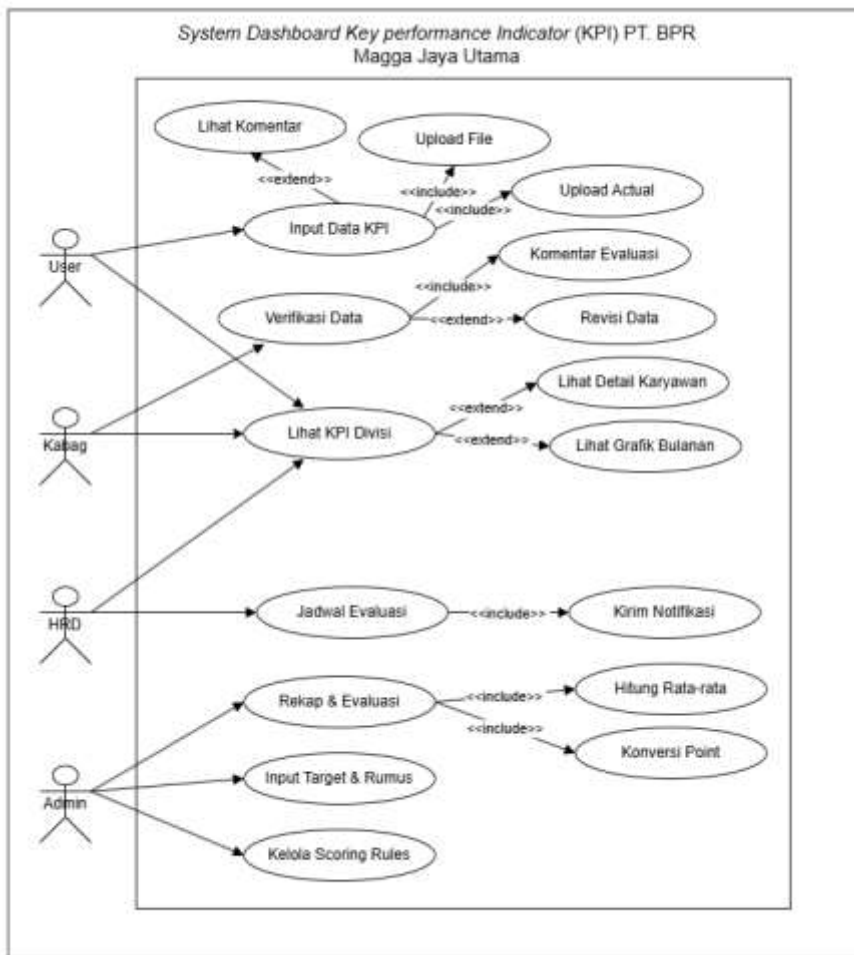 System Dashboard Key performance Indicator (KPI) PT. BPR
Magga Jaya Utama
Lihat Komentar
Upload File
<<extend>>
<<include>>
Upload Actual
<<include>>
Input Data KPI
User
Komentar Evaluasi
<<include>>
Verifikasi Data
<<extend>>
Revisi Data
Lihat Detail Karyawan
<<extend>>
Kabag
Lihat KPI Divisi
<<extend>>
Lihat Grafik Bulanan
HRD
Jadwal Evaluasi
<<include>>
Kirim Notifikasi
Rekap & Evaluasi
<<include>>
Hitung Rata-rata
<<include>>
Konversi Point
Admin
Input Target & Rumus
Kelola Scoring Rules